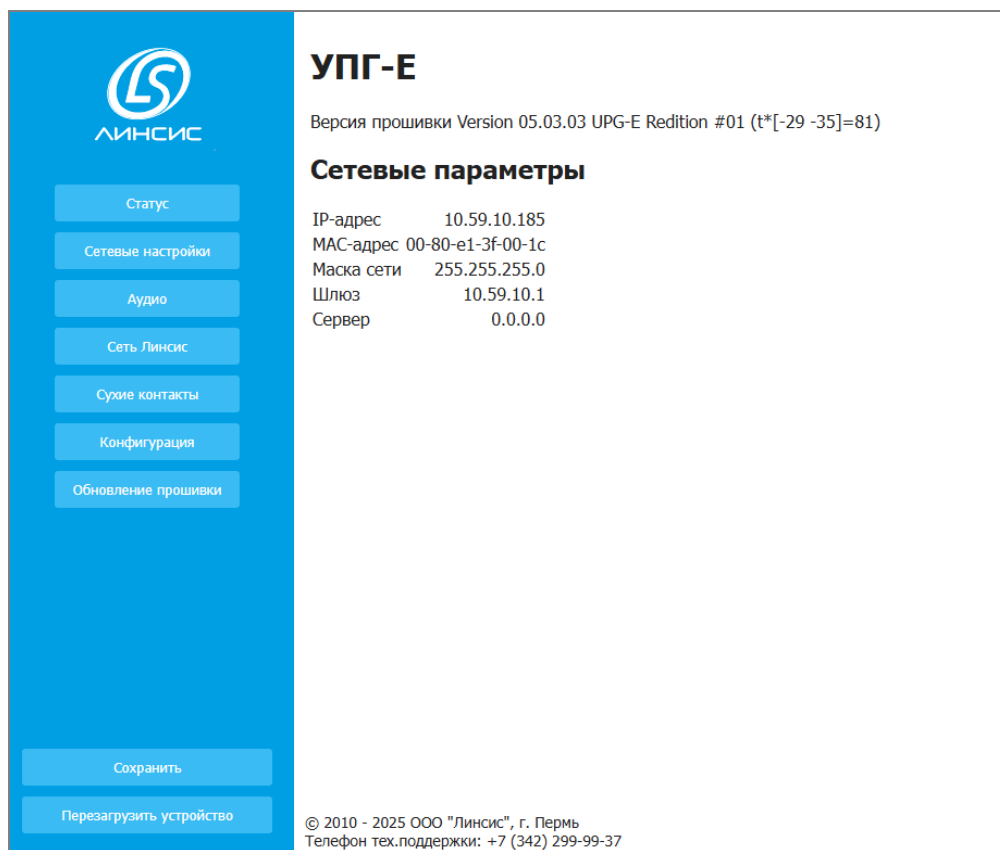 ЛИНСИС
Статус
Сетевые настройки
Аудио
Сеть Линсис
Сухие контакты
Конфигурация
Обновление прошивки
Сохранить
Перезагрузить устройство
УПГ-Е
Версия прошивки Version 05.03.03 UPG-E Redition #01 (t*[-29 -35]=81)
Сетевые параметры
IP-адрес 10.59.10.185
MAC-адрес 00-80-e1-3f-00-1c
Маска сети 255.255.255.0
Шлюз 10.59.10.1
Сервер 0.0.0.0
© 2010 - 2025 ООО "Линсис", г. Пермь
Телефон тех.поддержки: +7 (342) 299-99-37